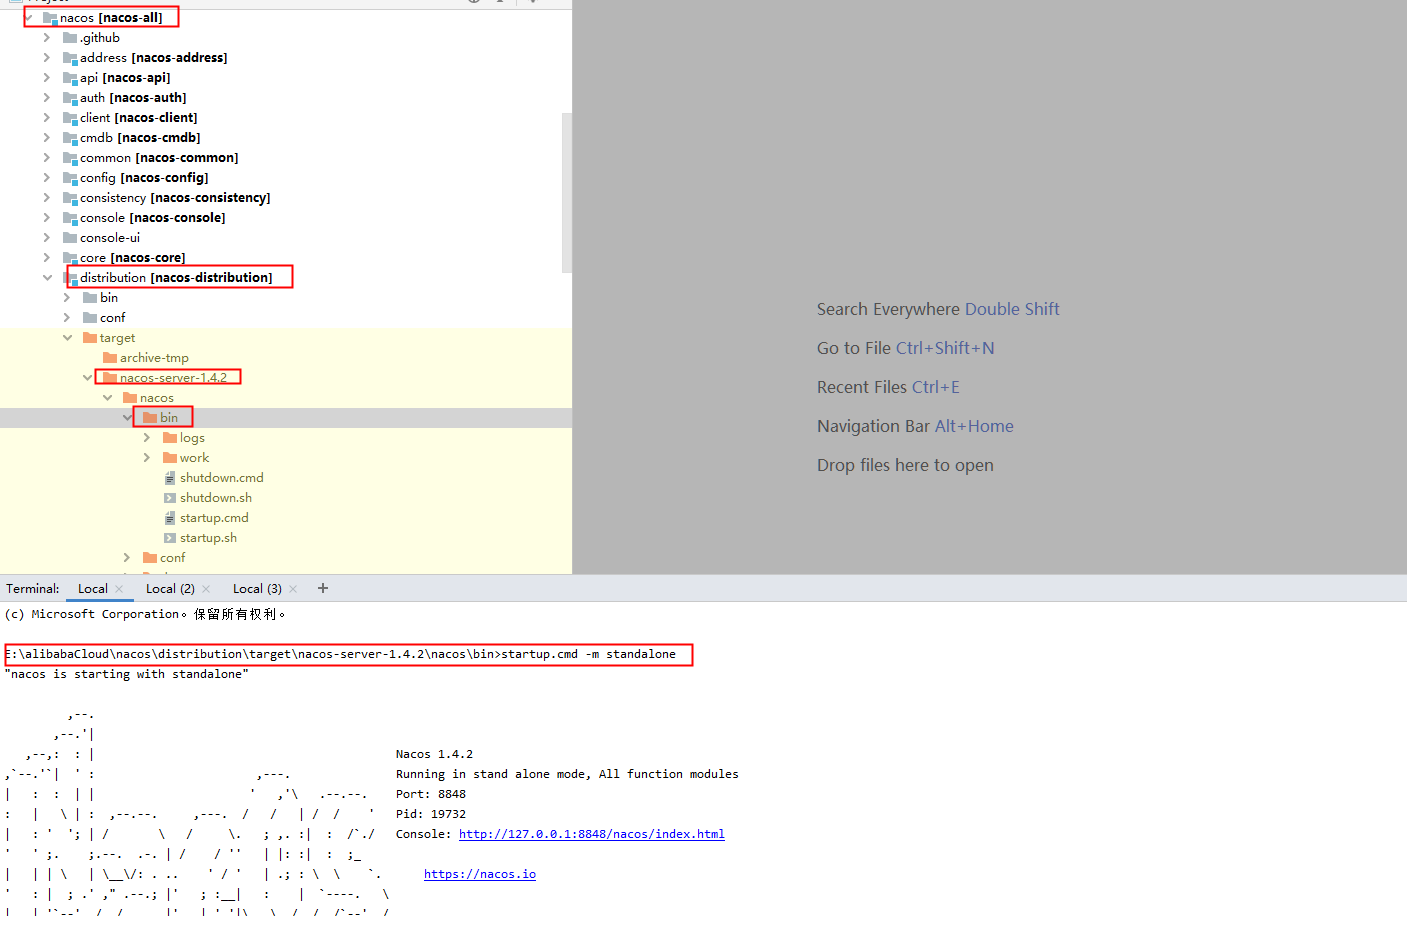 nacos [nacos-all]
.github
address [nacos-address]
api [nacos-api]
auth [nacos-auth]
client [nacos-client]
cmdb [nacos-cmdb]
common [nacos-common]
config [nacos-config]
consistency [nacos-consistency]
console [nacos-console]
console-ui
core [nacos-core]
distribution [nacos-distribution]
bin
conf
target
archive-tmp
nacos-server-1.4.2
nacos
bin
logs
work
shutdown.cmd
shutdown.sh
startup.cmd
startup.sh
conf
Search Everywhere Double Shift
Go to File Ctrl+Shift+N
Recent Files Ctrl+E
Navigation Bar Alt+Home
Drop files here to open
Terminal: Local Local (2) Local (3) +
(c) Microsoft Corporation。保留所有权利。
E:\alibabaCloud\nacos\distribution\target\nacos-server-1.4.2\nacos\bin>startup.cmd -m standalone
"nacos is starting with standalone"
Nacos 1.4.2
Running in stand alone mode, All function modules
Port: 8848
Pid: 19732
Console: http://127.0.0.1:8848/nacos/index.html
https://nacos.io